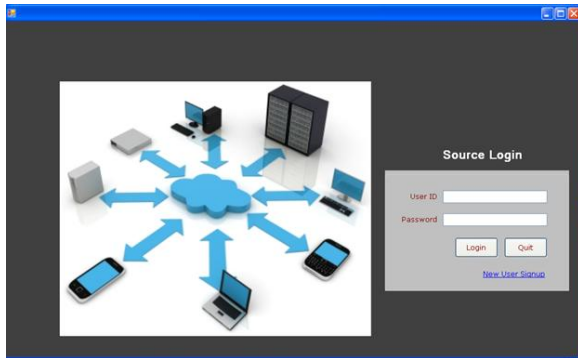 Source Login
User ID
Password
Login Quit
New User Signup